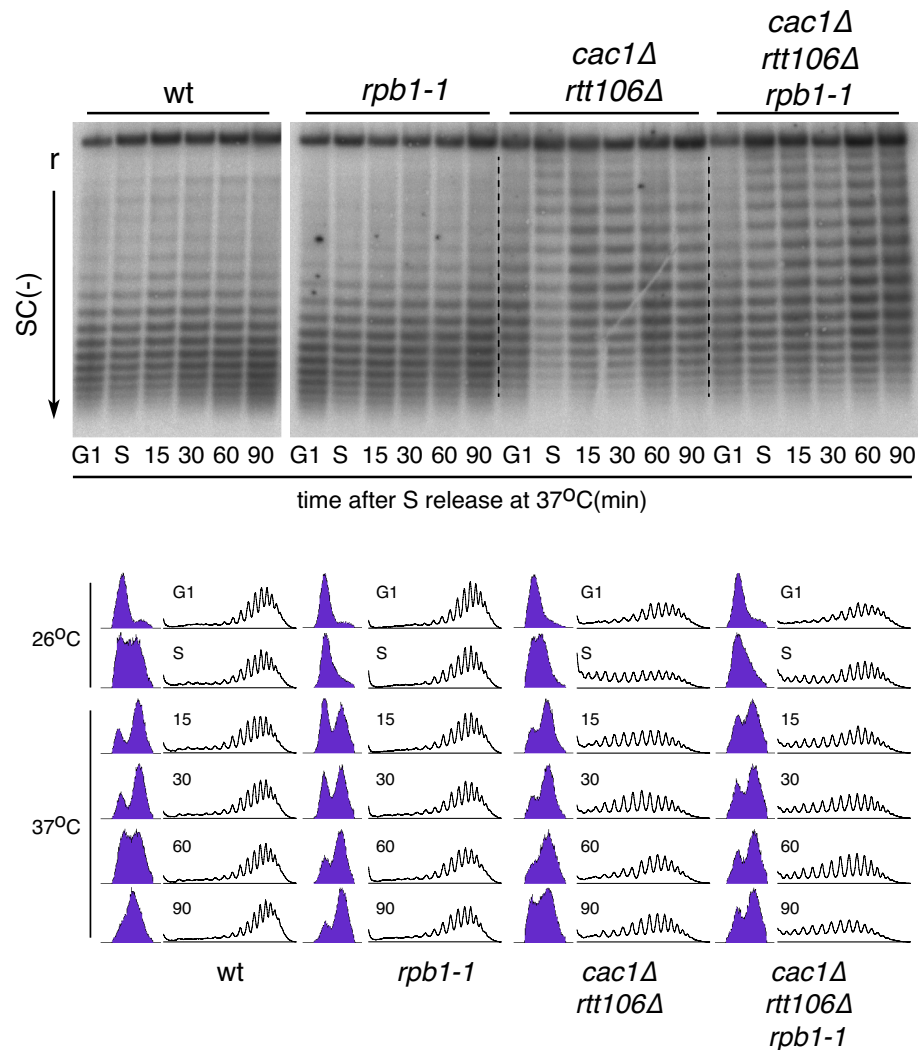 cac1Δ
cac1Δ rtt106Δ
wt rpb1-1 rtt106Δ rpb1-1
r
SC(-)
G1 S 15 30 60 90 G1 S 15 30 60 90 G1 S 15 30 60 90 G1 S 15 30 60 90
time after S release at 37ºC(min)
G1 G1 G1 G1
26ºC
S S S S
15 15 15 15
30 30 30 30
37ºC
60 60 60 60
90 90 90 90
wt rpb1-1 cac1Δ cac1Δ
rtt106Δ rtt106Δ
rpb1-1